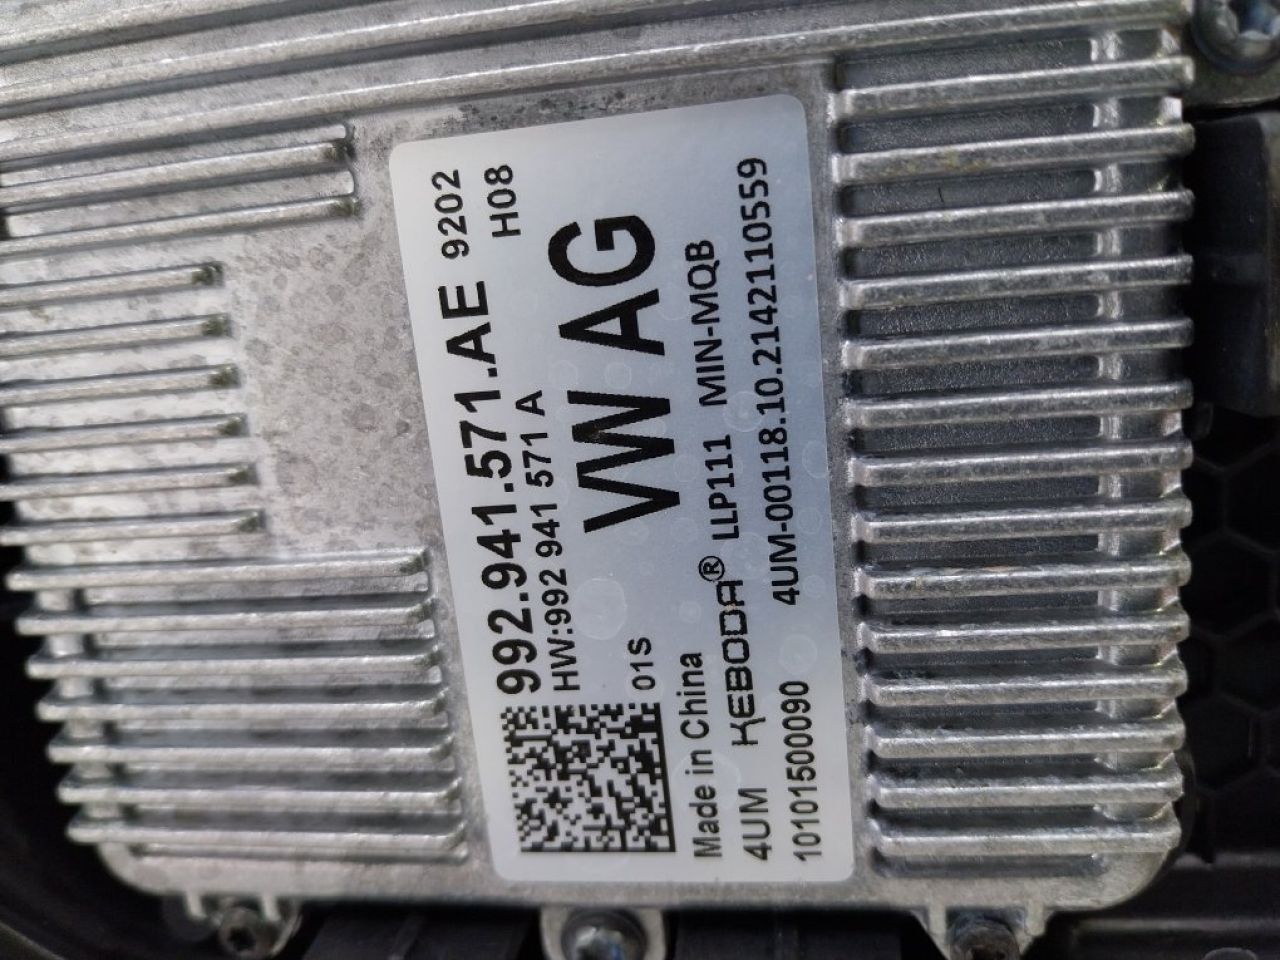 992.941.571.AE 9202
HW:992 941 571 A H08
VW AG
01S
Made in China
4UM KEBODA® LLP111 MIN-MQB
10101500090 4UM-00118.10.21421110559